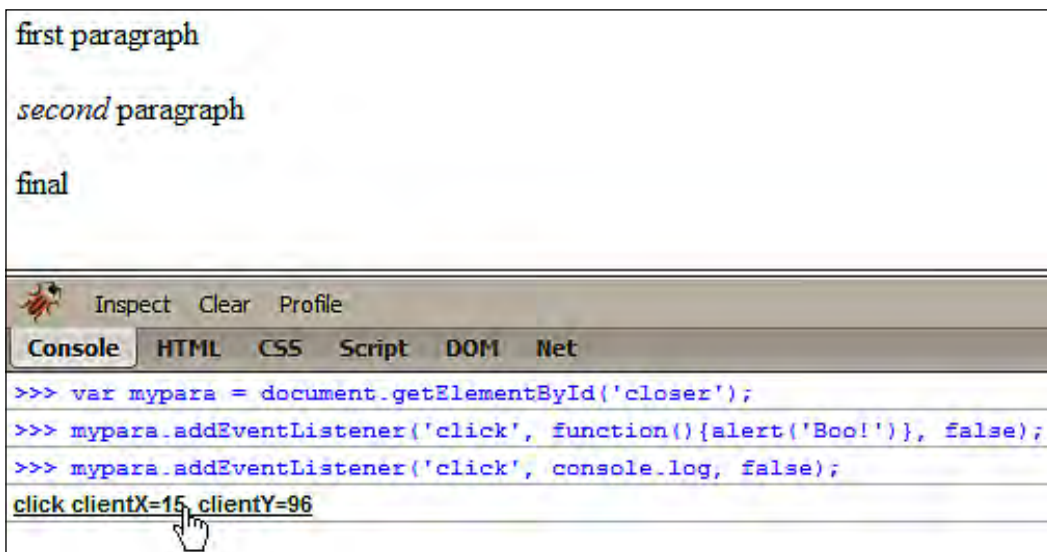 first paragraph
second paragraph
final
Inspect Clear Profile
Console HTML CSS Script DOM Net
>>> var mypara = document.getElementById('closer');
>>> mypara.addEventListener('click', function(){alert('Boo!')}, false);
>>> mypara.addEventListener('click', console.log, false);
click clientX=15, clientY=96